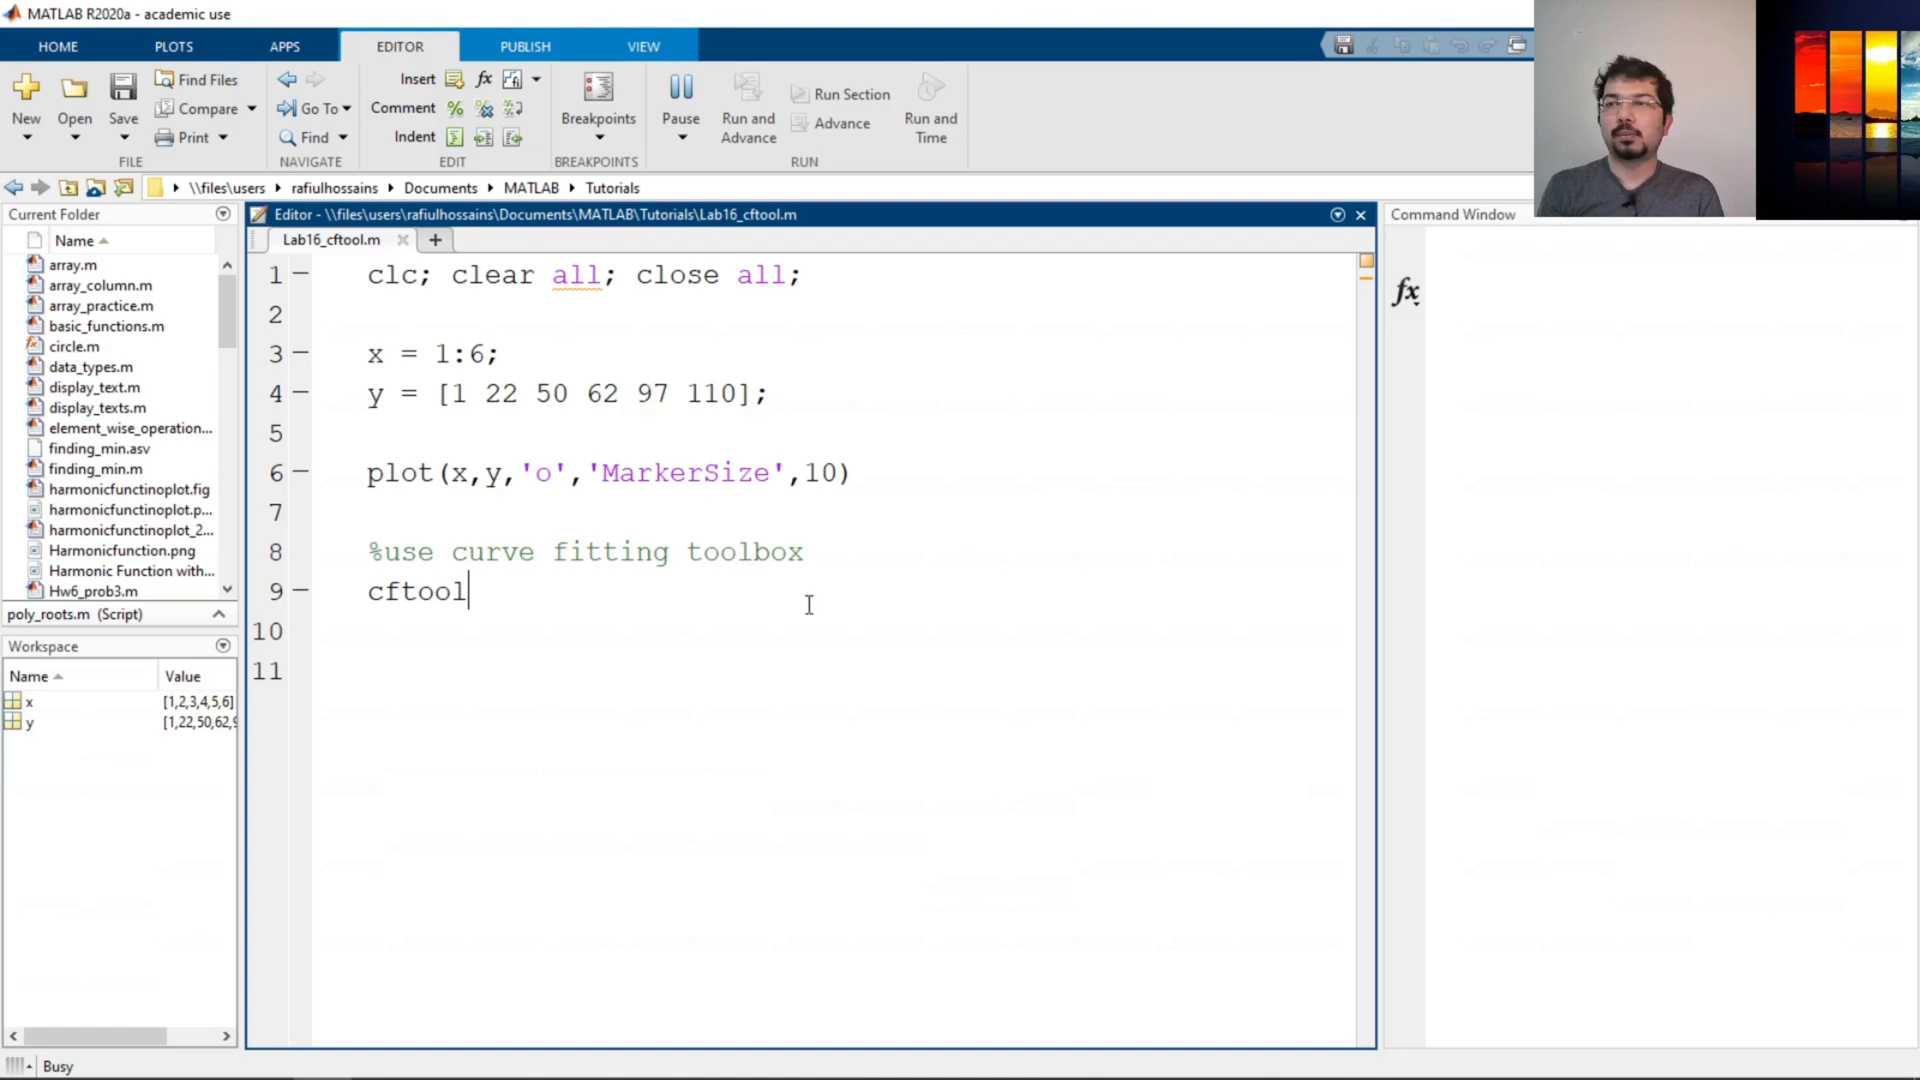 MATLAB R2020a - academic use
HOME PLOTS APPS EDITOR PUBLISH VIEW
New Open Save Find Files Compare Print
FILE
Go To Find
NAVIGATE
Insert fx
Comment %
Indent
EDIT
Breakpoints
BREAKPOINTS
Pause Run and Advance Run Section Advance Run and Time
RUN
\\files\users rafiulhossains Documents MATLAB Tutorials
Current Folder
Name
array.m
array_column.m
array_practice.m
basic_functions.m
circle.m
data_types.m
display_text.m
display_texts.m
element_wise_operation...
finding_min.asv
finding_min.m
harmonicfunctinoplot.fig
harmonicfunctinoplot.p...
harmonicfunctinoplot_2...
Harmonicfunction.png
Harmonic Function with...
Hw6_prob3.m
poly_roots.m (Script)
Workspace
Name Value
x [1,2,3,4,5,6]
y [1,22,50,62,9
Busy
Editor - \\files\users\rafiulhossains\Documents\MATLAB\Tutorials\Lab16_cftool.m
Lab16_cftool.m
1 clc; clear all; close all;
2
3 x = 1:6;
4 y = [1 22 50 62 97 110];
5
6 plot(x,y,'o','MarkerSize',10)
7
8 %use curve fitting toolbox
9 cftool
10
11
Command Window
fx